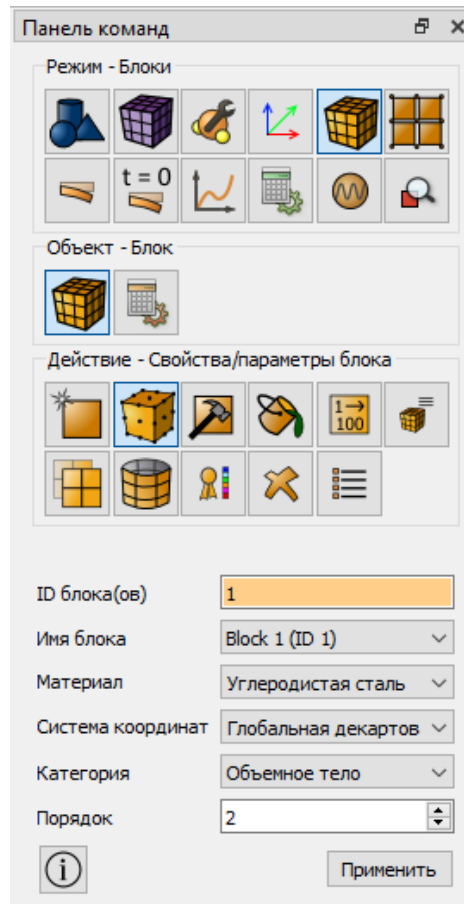 Панель команд
Режим - Блоки
t = 0
Объект - Блок
Действие - Свойства/параметры блока
1→
100
ID блока(ов) 1
Имя блока Block 1 (ID 1)
Материал Углеродистая сталь
Система координат Глобальная декартов
Категория Объемное тело
Порядок 2
Применить